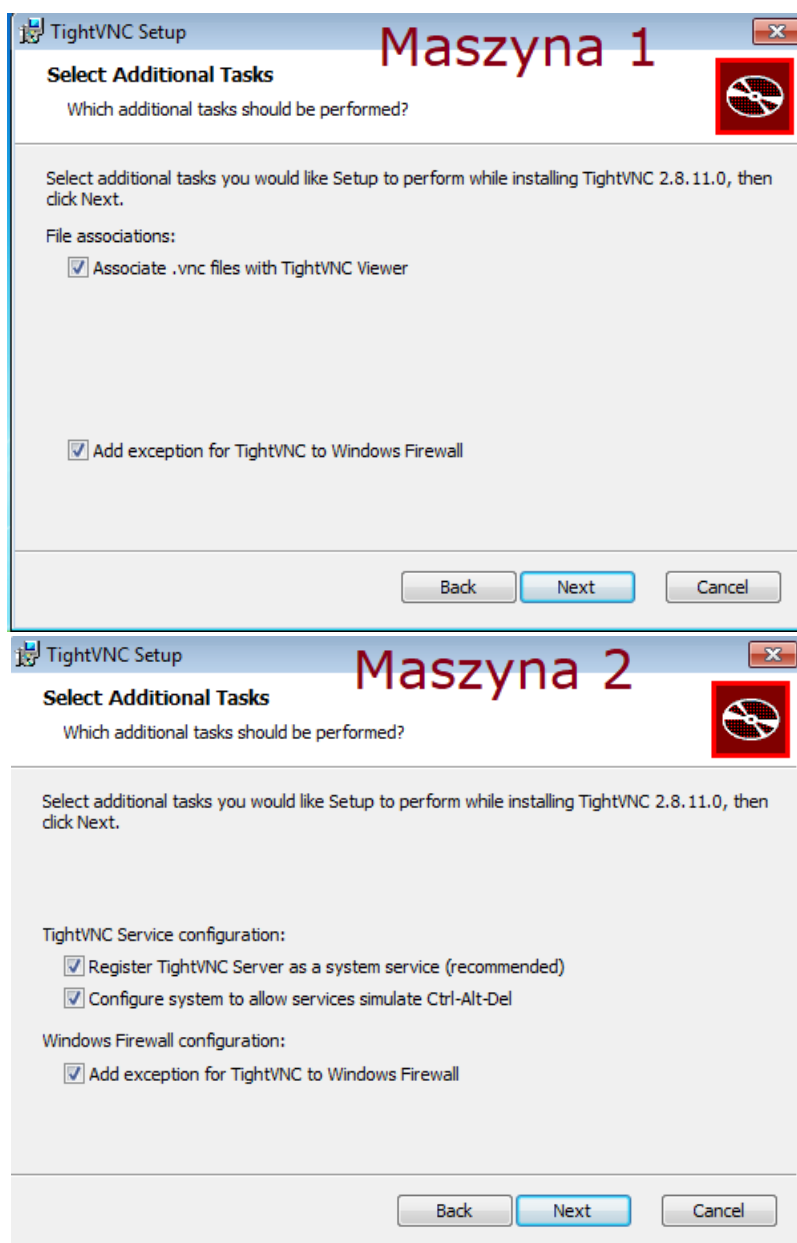 TightVNC Setup
Maszyna 1
Select Additional Tasks
Which additional tasks should be performed?
Select additional tasks you would like Setup to perform while installing TightVNC 2.8.11.0, then
click Next.
File associations:
Associate .vnc files with TightVNC Viewer
Add exception for TightVNC to Windows Firewall
Back Next Cancel
TightVNC Setup
Maszyna 2
Select Additional Tasks
Which additional tasks should be performed?
Select additional tasks you would like Setup to perform while installing TightVNC 2.8.11.0, then
click Next.
TightVNC Service configuration:
Register TightVNC Server as a system service (recommended)
Configure system to allow services simulate Ctrl-Alt-Del
Windows Firewall configuration:
Add exception for TightVNC to Windows Firewall
Back Next Cancel